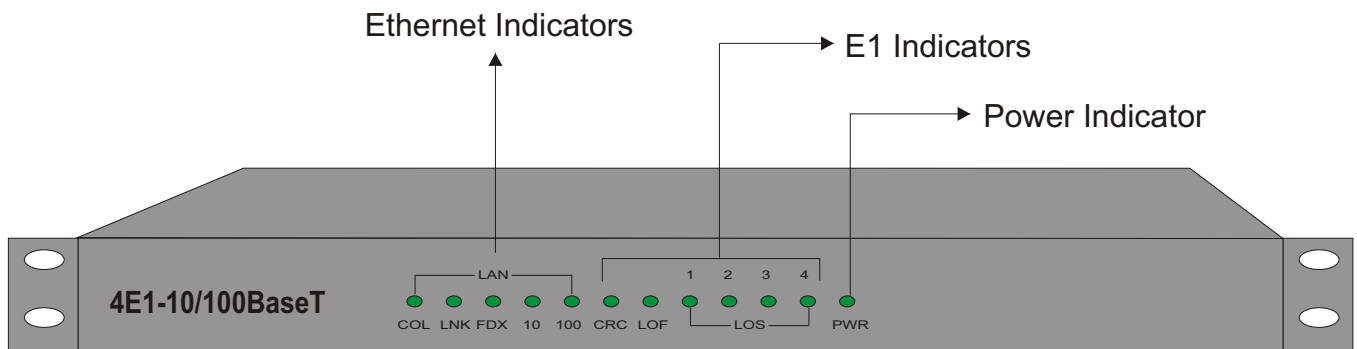 Ethernet Indicators
E1 Indicators
Power Indicator
LAN
1 2 3 4
4E1-10/100BaseT
COL LNK FDX 10 100 CRC LOF LOS PWR